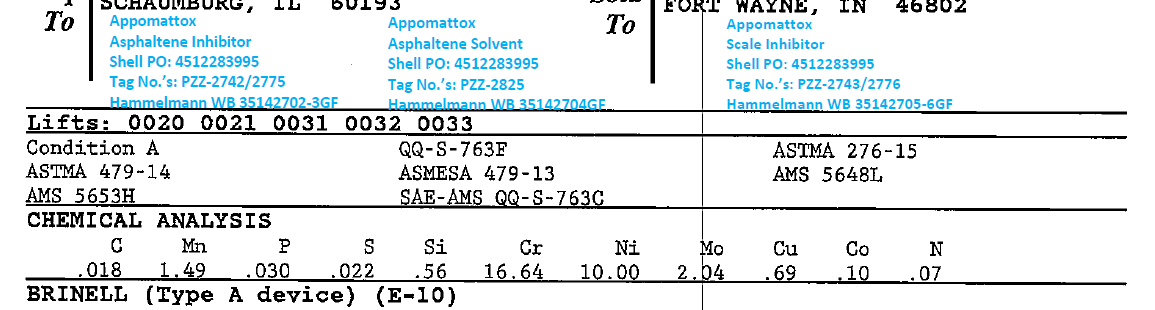 SCHAUMBURG, IL 60193
FORT WAYNE, IN 46802
To
To
Appomattox
Asphaltene Inhibitor
Shell PO: 4512283995
Tag No.'s: PZZ-2742/2775
Hammelmann WB 35142702-3GF
Appomattox
Asphaltene Solvent
Shell PO: 4512283995
Tag No.'s: PZZ-2825
Hammelmann WB 35142704GF
Appomattox
Scale Inhibitor
Shell PO: 4512283995
Tag No.'s: PZZ-2743/2776
Hammelmann WB 35142705-6GF
Lifts: 0020 0021 0031 0032 0033
Condition A QQ-S-763F ASTMA 276-15
ASTMA 479-14 ASMESA 479-13 AMS 5648L
AMS 5653H SAE-AMS QQ-S-763C
CHEMICAL ANALYSIS
C Mn P S Si Cr Ni Mo Cu Co N
.018 1.49 .030 .022 .56 16.64 10.00 2.04 .69 .10 .07
BRINELL (Type A device) (E-10)